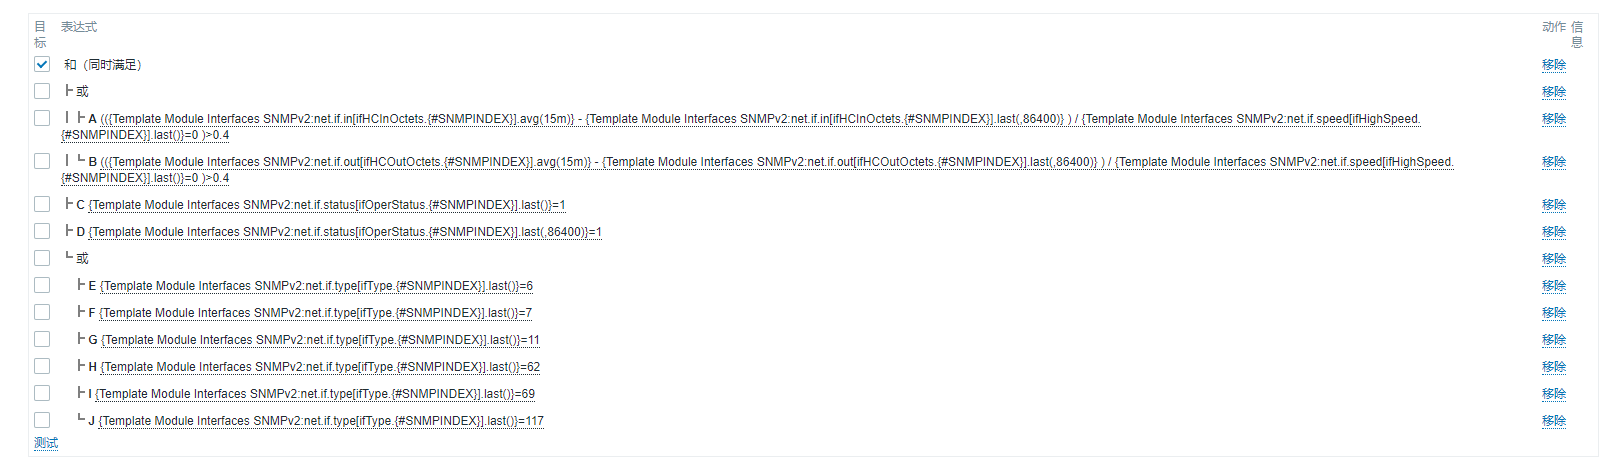 目标 表达式 动作 信息
和（同时满足） 移除
或 移除
A (({Template Module Interfaces SNMPv2:net.if.in[ifHCInOctets.{#SNMPINDEX}].avg(15m)} - {Template Module Interfaces SNMPv2:net.if.in[ifHCInOctets.{#SNMPINDEX}].last(,86400)} ) / {Template Module Interfaces SNMPv2:net.if.speed[ifHighSpeed. 移除
{#SNMPINDEX}].last()}=0 )>0.4
B (({Template Module Interfaces SNMPv2:net.if.out[ifHCOutOctets.{#SNMPINDEX}].avg(15m)} - {Template Module Interfaces SNMPv2:net.if.out[ifHCOutOctets.{#SNMPINDEX}].last(,86400)} ) / {Template Module Interfaces SNMPv2:net.if.speed[ifHighSpeed. 移除
{#SNMPINDEX}].last()}=0 )>0.4
C {Template Module Interfaces SNMPv2:net.if.status[ifOperStatus.{#SNMPINDEX}].last()}=1 移除
D {Template Module Interfaces SNMPv2:net.if.status[ifOperStatus.{#SNMPINDEX}].last(,86400)}=1 移除
或 移除
E {Template Module Interfaces SNMPv2:net.if.type[ifType.{#SNMPINDEX}].last()}=6 移除
F {Template Module Interfaces SNMPv2:net.if.type[ifType.{#SNMPINDEX}].last()}=7 移除
G {Template Module Interfaces SNMPv2:net.if.type[ifType.{#SNMPINDEX}].last()}=11 移除
H {Template Module Interfaces SNMPv2:net.if.type[ifType.{#SNMPINDEX}].last()}=62 移除
I {Template Module Interfaces SNMPv2:net.if.type[ifType.{#SNMPINDEX}].last()}=69 移除
J {Template Module Interfaces SNMPv2:net.if.type[ifType.{#SNMPINDEX}].last()}=117 移除
测试